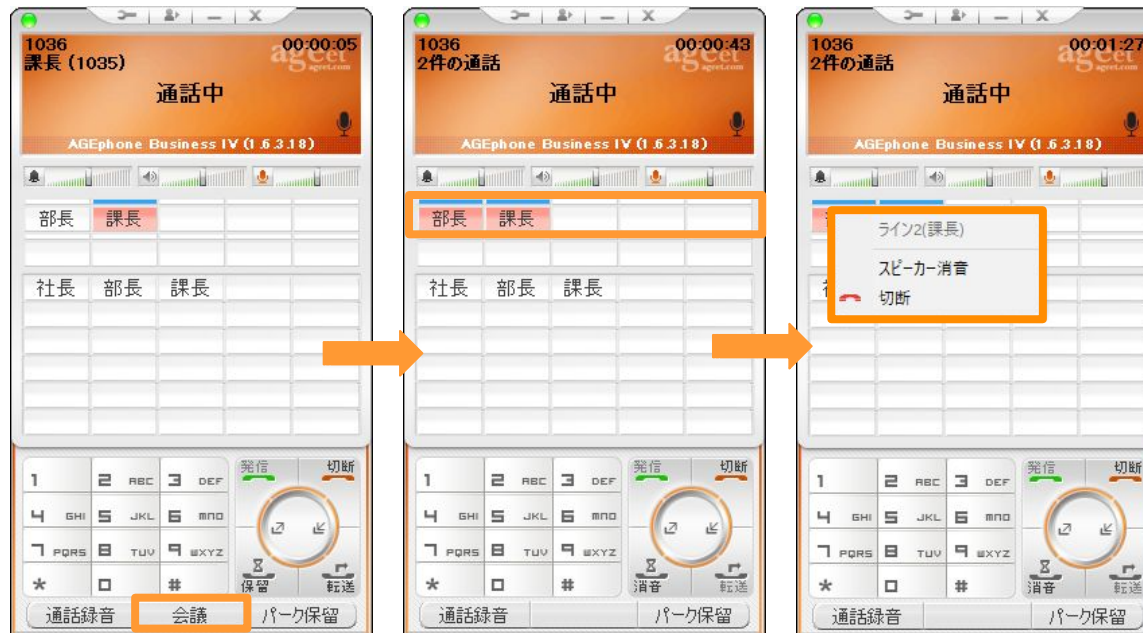 1036
00:00:05
課長 (1035)
ageet
ageet.com
通話中
AGEphone Business IV (1.6.3.18)
部長 課長
社長 部長 課長
1
2 ABC
3 DEF
発信
切断
4 GHI
5 JKL
6 MNO
7 PQRS
8 TUV
9 WXYZ
*
0
#
保留
転送
通話録音
会議
パーク保留
1036
00:00:43
2件の通話
ageet
ageet.com
通話中
AGEphone Business IV (1.6.3.18)
部長 課長
社長 部長 課長
1
2 ABC
3 DEF
発信
切断
4 GHI
5 JKL
6 MNO
7 PQRS
8 TUV
9 WXYZ
*
0
#
消音
転送
通話録音
パーク保留
1036
00:01:27
2件の通話
ageet
ageet.com
通話中
AGEphone Business IV (1.6.3.18)
ライン2(課長)
スピーカー消音
切断
1
2 ABC
3 DEF
発信
切断
4 GHI
5 JKL
6 MNO
7 PQRS
8 TUV
9 WXYZ
*
0
#
消音
転送
通話録音
パーク保留